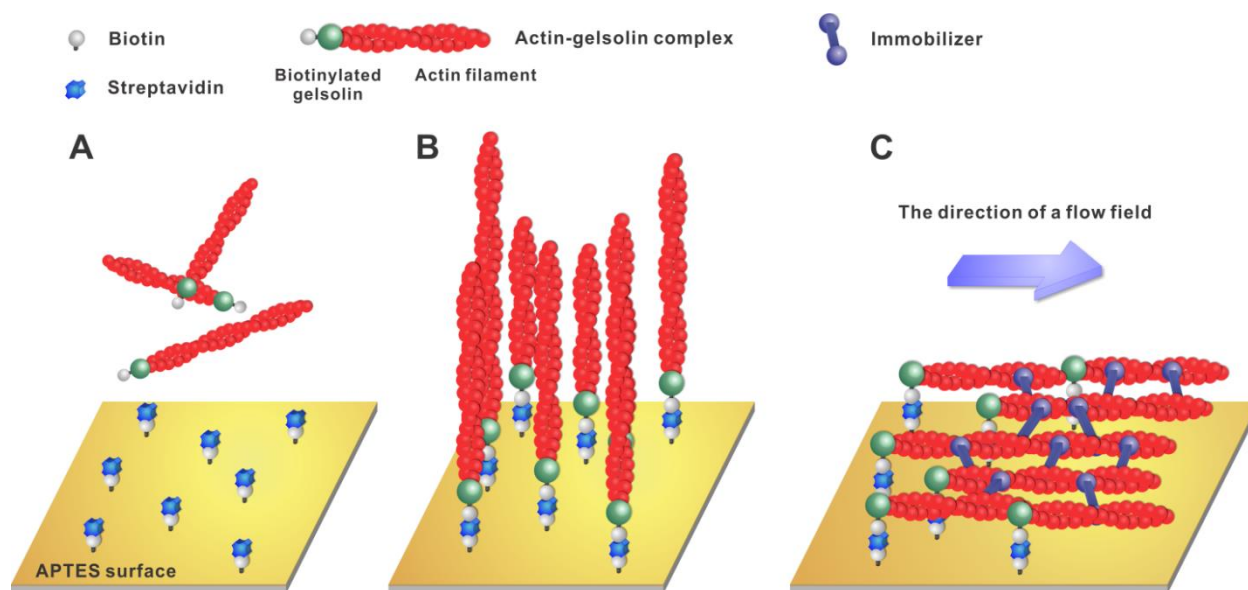 Biotin
Streptavidin
Biotinylated
gelsolin
Actin filament
Actin-gelsolin complex
Immobilizer
A
B
C
The direction of a flow field
APTES surface